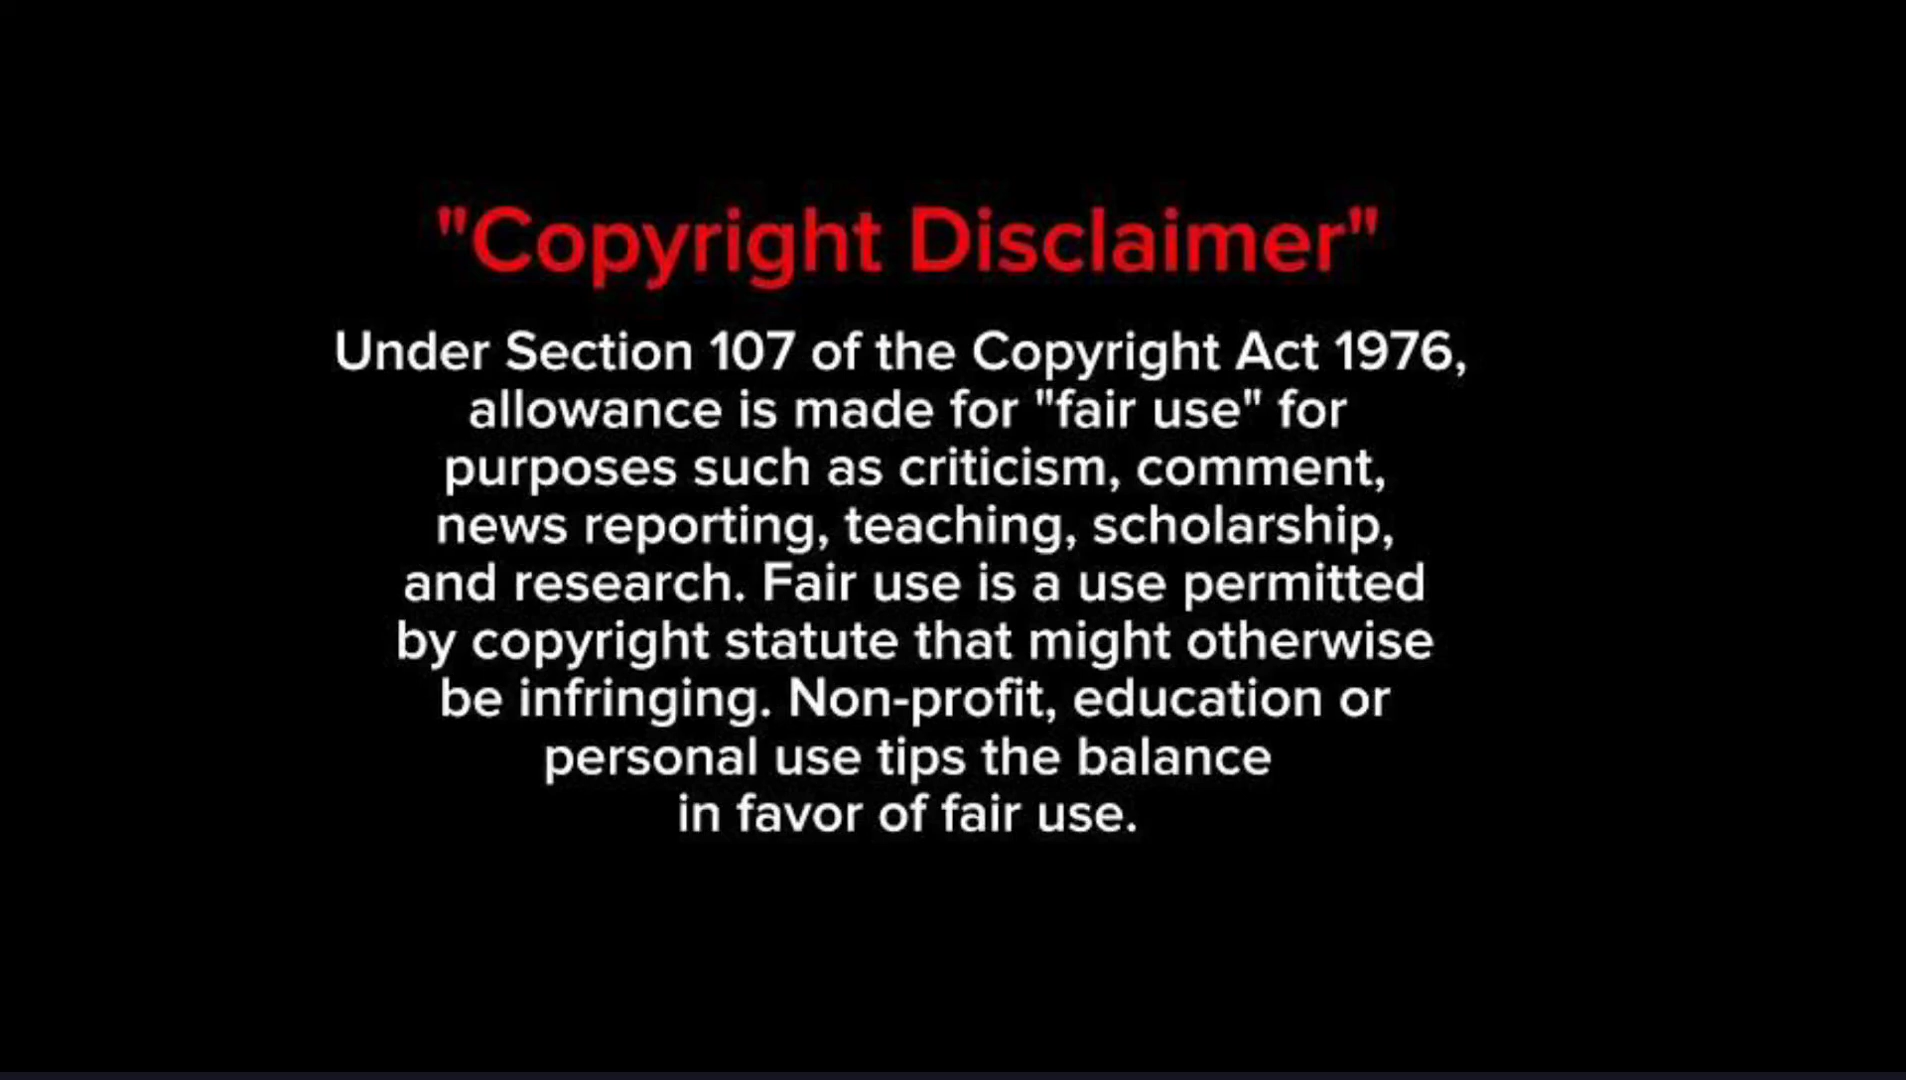 "Copyright Disclaimer"
Under Section 107 of the Copyright Act 1976,
allowance is made for "fair use" for
purposes such as criticism, comment,
news reporting, teaching, scholarship,
and research. Fair use is a use permitted
by copyright statute that might otherwise
be infringing. Non-profit, education or
personal use tips the balance
in favor of fair use.